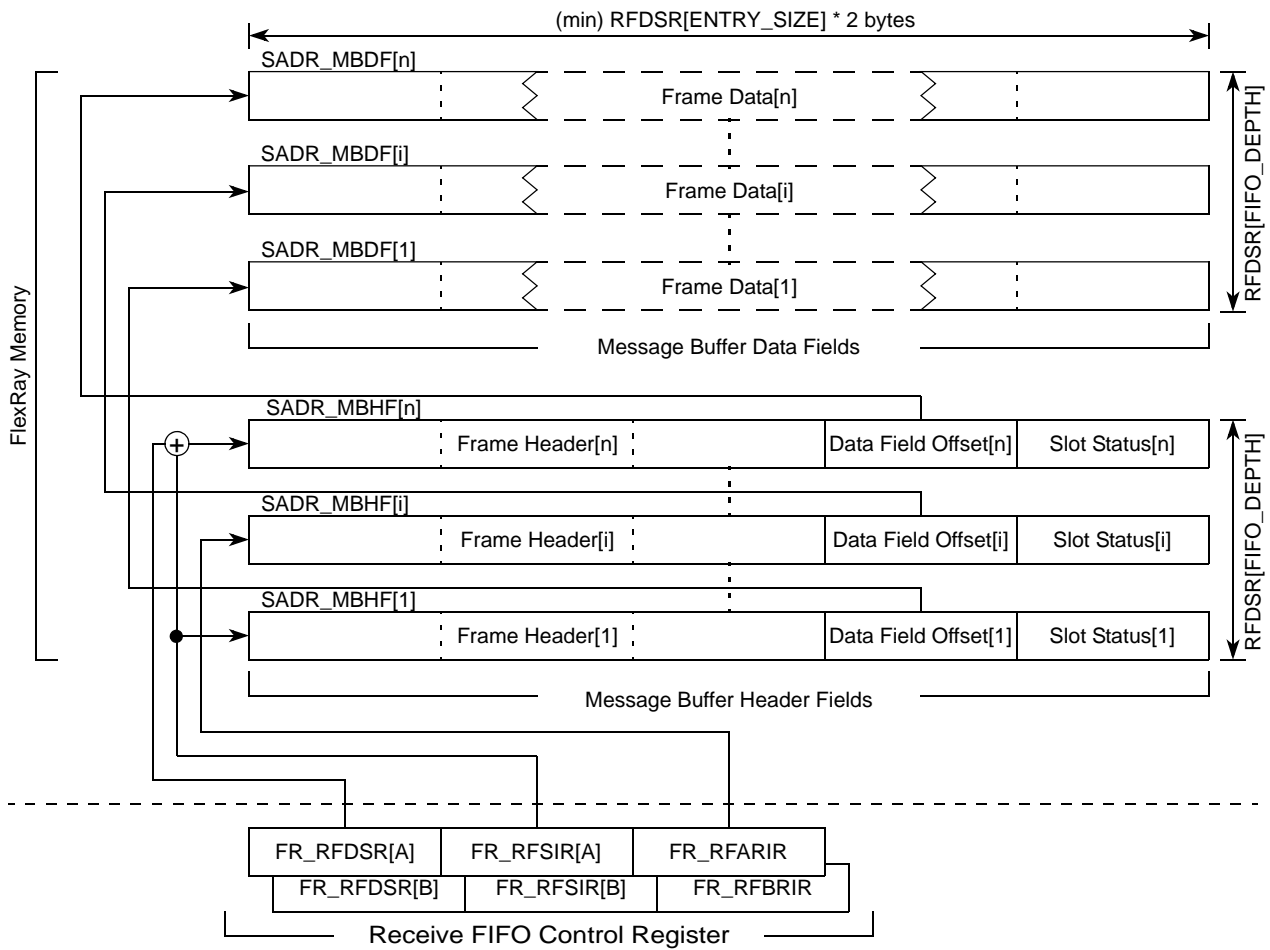 (min) RFDSR[ENTRY_SIZE] * 2 bytes
SADR_MBDF[n]
Frame Data[n]
SADR_MBDF[i]
Frame Data[i]
SADR_MBDF[1]
Frame Data[1]
RFDSR[FIFO_DEPTH]
Message Buffer Data Fields
FlexRay Memory
SADR_MBHF[n]
Frame Header[n] Data Field Offset[n] Slot Status[n]
SADR_MBHF[i]
Frame Header[i] Data Field Offset[i] Slot Status[i]
SADR_MBHF[1]
Frame Header[1] Data Field Offset[1] Slot Status[1]
RFDSR[FIFO_DEPTH]
Message Buffer Header Fields
FR_RFDSR[A] FR_RFSIR[A] FR_RFARIR
FR_RFDSR[B] FR_RFSIR[B] FR_RFBRIR
Receive FIFO Control Register